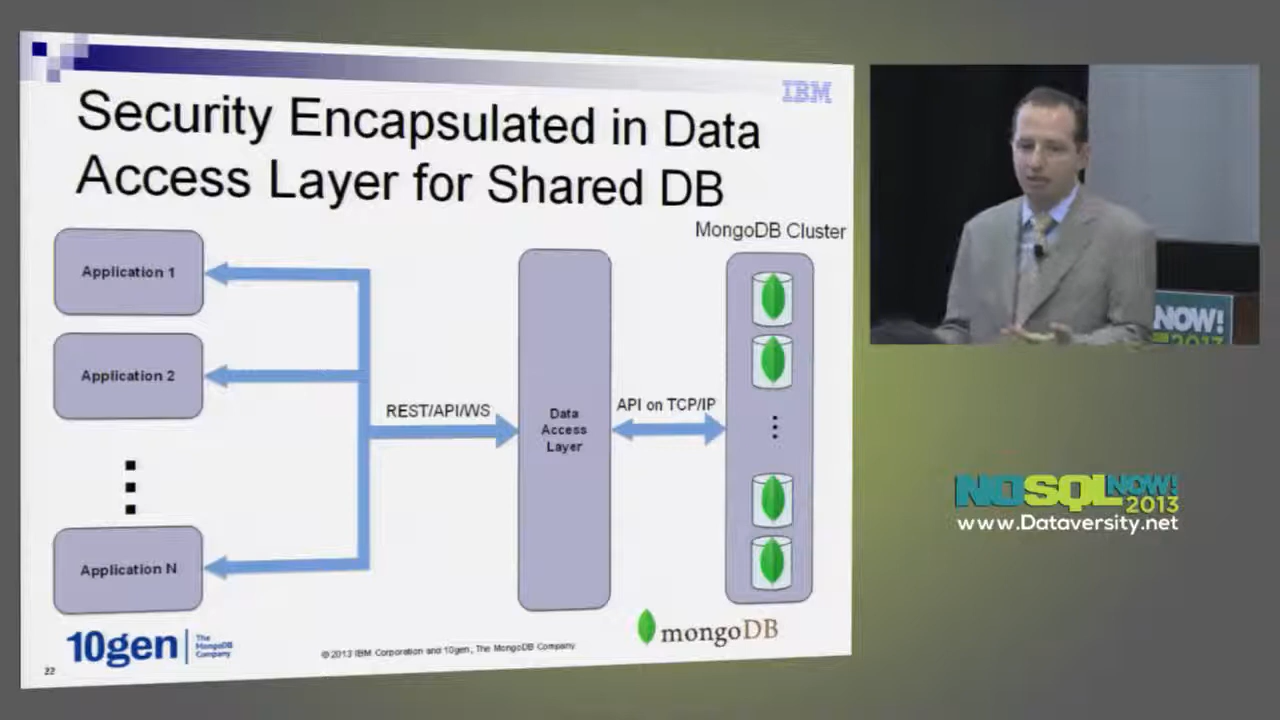 IBM
Security Encapsulated in Data
Access Layer for Shared DB
MongoDB Cluster
Application 1
Application 2
REST/API/WS
Data
Access
Layer
API on TCP/IP
Application N
10gen
The
MongoDB
Company
mongoDB
© 2013 IBM Corporation and 10gen, The MongoDB Company
22
NOW!
2013
NOSQLNOW!
2013
www.Dataversity.net